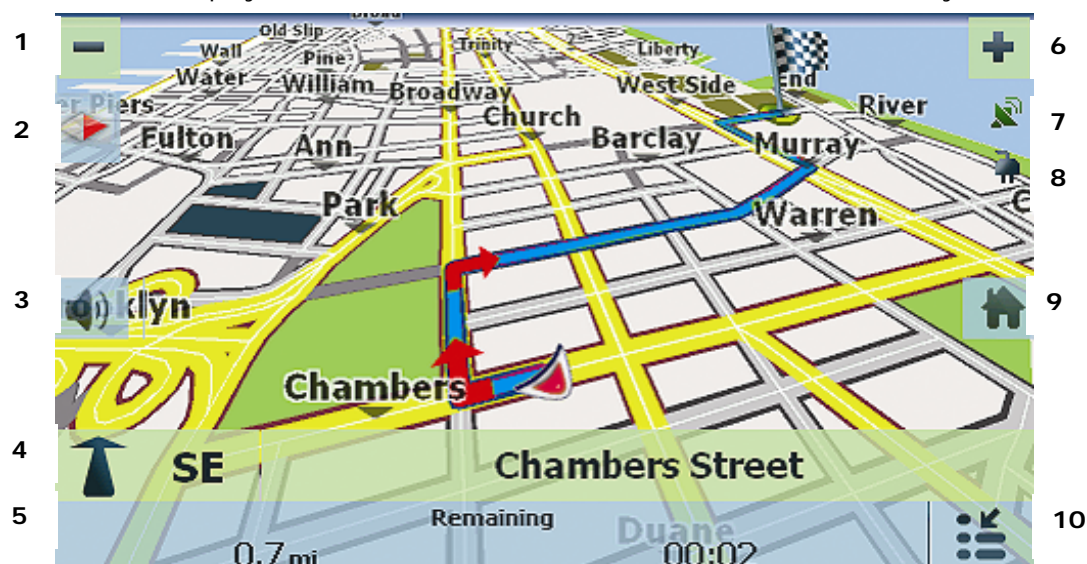 1
6
Old Slip
Wall
Pine
Trinity
Liberty
Water
William
Broadway
West Side
End
er Piers
River
7
2
Church
Fulton
Ann
Barclay
Murray
8
Park
Warren
C
3
klyn
9
Chambers
4
SE
Chambers Street
5
Remaining
10
Duane
0.7 mi
00:02